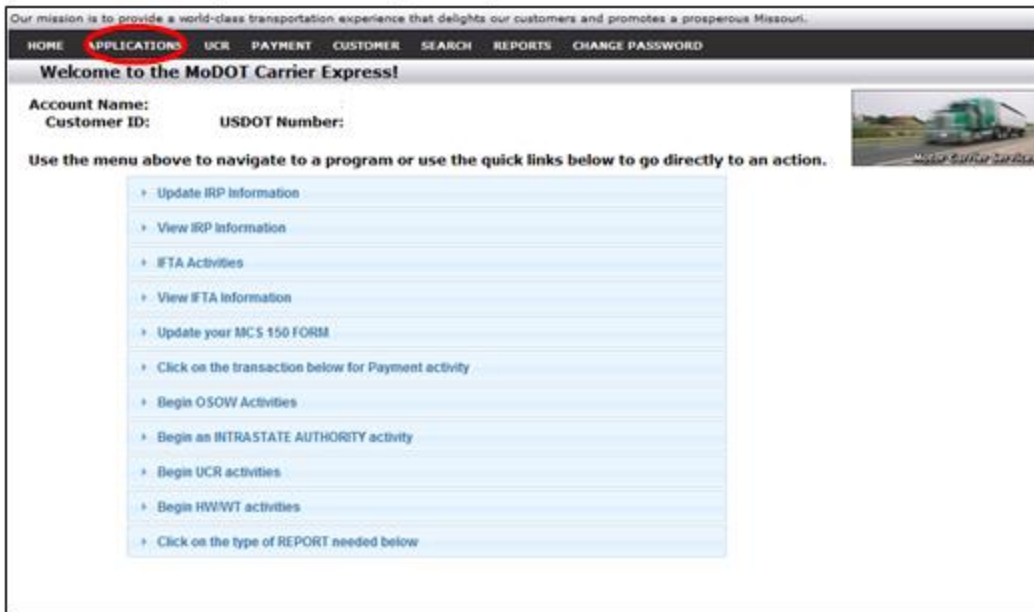 Our mission is to provide a world-class transportation experience that delights our customers and promotes a prosperous Missouri.
HOME APPLICATIONS UCR PAYMENT CUSTOMER SEARCH REPORTS CHANGE PASSWORD
Welcome to the MoDOT Carrier Express!
Account Name:
Customer ID: USDOT Number:
Motor Carrier Services
Use the menu above to navigate to a program or use the quick links below to go directly to an action.
Update IRP Information
View IRP Information
IFTA Activities
View IFTA Information
Update your MCS 150 FORM
Click on the transaction below for Payment activity
Begin OSOW Activities
Begin an INTRASTATE AUTHORITY activity
Begin UCR activities
Begin HW/WT activities
Click on the type of REPORT needed below